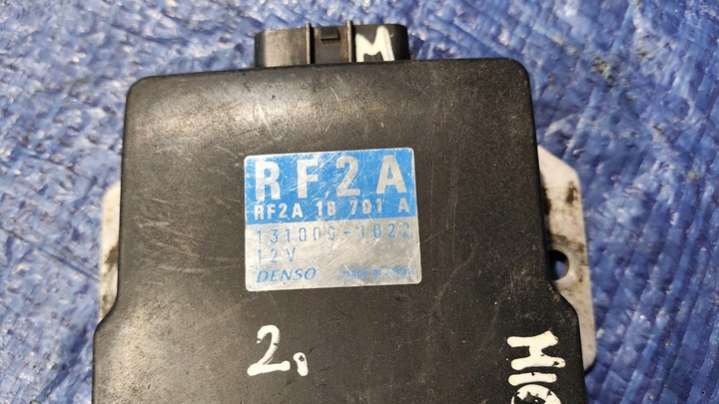 M
RF2A
RF2A 18 701 A
131000-1022
12V
DENSO
2.